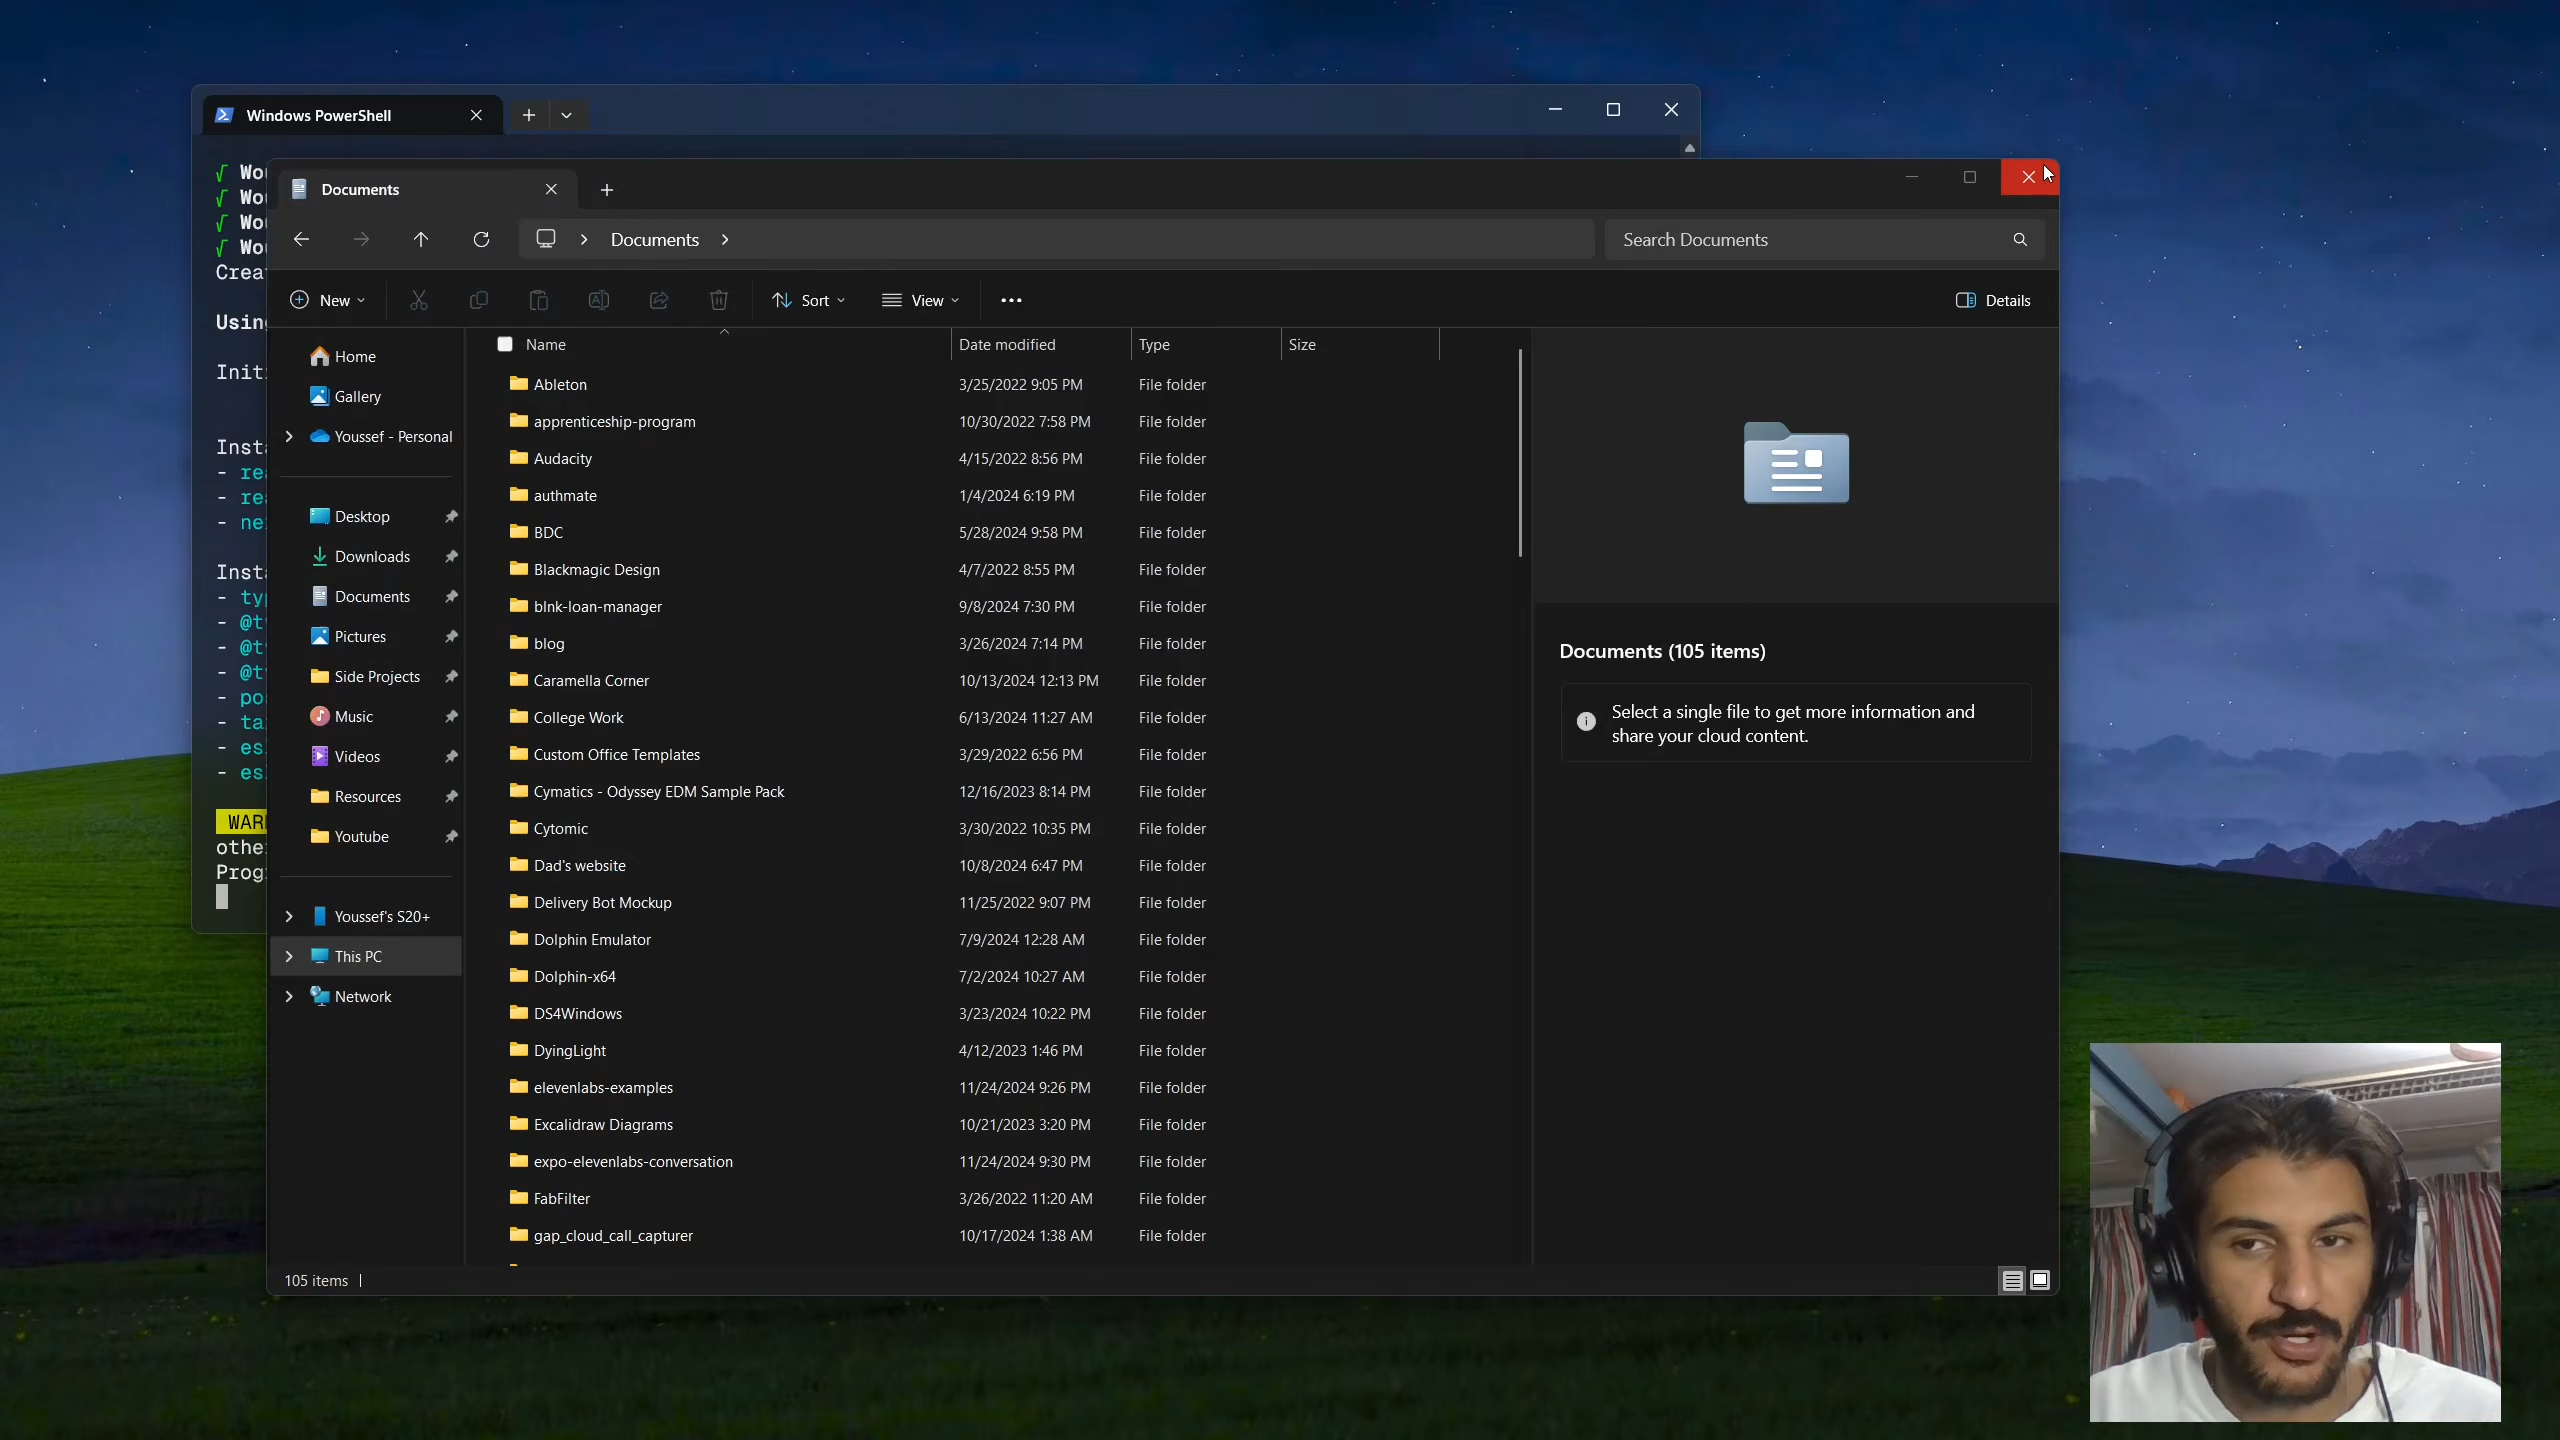 Windows PowerShell
Documents
Documents
Search Documents
New
Sort
View
Details
Home
Gallery
Youssef - Personal
Desktop
Downloads
Documents
Pictures
Side Projects
Music
Videos
Resources
Youtube
Youssef's S20+
This PC
Network
Name Date modified Type Size
Ableton 3/25/2022 9:05 PM File folder
apprenticeship-program 10/30/2022 7:58 PM File folder
Audacity 4/15/2022 8:56 PM File folder
authmate 1/4/2024 6:19 PM File folder
BDC 5/28/2024 9:58 PM File folder
Blackmagic Design 4/7/2022 8:55 PM File folder
blnk-loan-manager 9/8/2024 7:30 PM File folder
blog 3/26/2024 7:14 PM File folder
Caramella Corner 10/13/2024 12:13 PM File folder
College Work 6/13/2024 11:27 AM File folder
Custom Office Templates 3/29/2022 6:56 PM File folder
Cymatics - Odyssey EDM Sample Pack 12/16/2023 8:14 PM File folder
Cytomic 3/30/2022 10:35 PM File folder
Dad's website 10/8/2024 6:47 PM File folder
Delivery Bot Mockup 11/25/2022 9:07 PM File folder
Dolphin Emulator 7/9/2024 12:28 AM File folder
Dolphin-x64 7/2/2024 10:27 AM File folder
DS4Windows 3/23/2024 10:22 PM File folder
DyingLight 4/12/2023 1:46 PM File folder
elevenlabs-examples 11/24/2024 9:26 PM File folder
Excalidraw Diagrams 10/21/2023 3:20 PM File folder
expo-elevenlabs-conversation 11/24/2024 9:30 PM File folder
FabFilter 3/26/2022 11:20 AM File folder
gap_cloud_call_capturer 10/17/2024 1:38 AM File folder
Documents (105 items)
Select a single file to get more information and
share your cloud content.
105 items